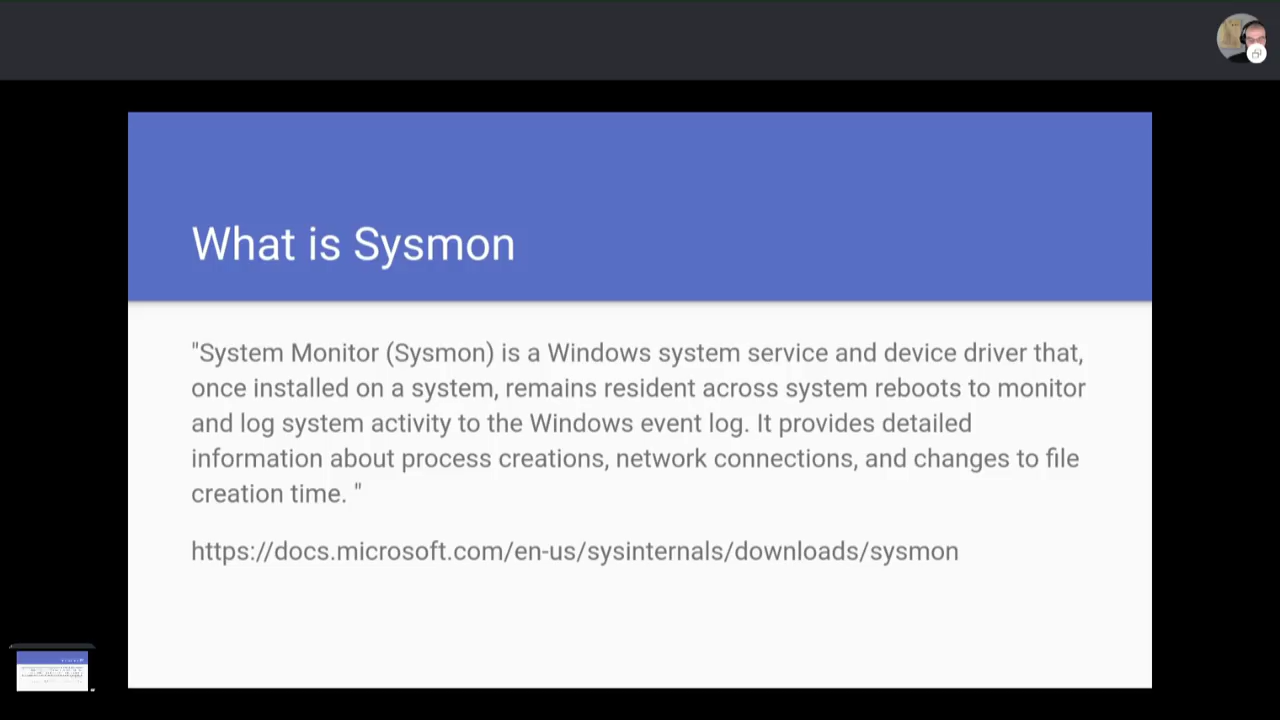 What is Sysmon
"System Monitor (Sysmon) is a Windows system service and device driver that,
once installed on a system, remains resident across system reboots to monitor
and log system activity to the Windows event log. It provides detailed
information about process creations, network connections, and changes to file
creation time. "
https://docs.microsoft.com/en-us/sysinternals/downloads/sysmon